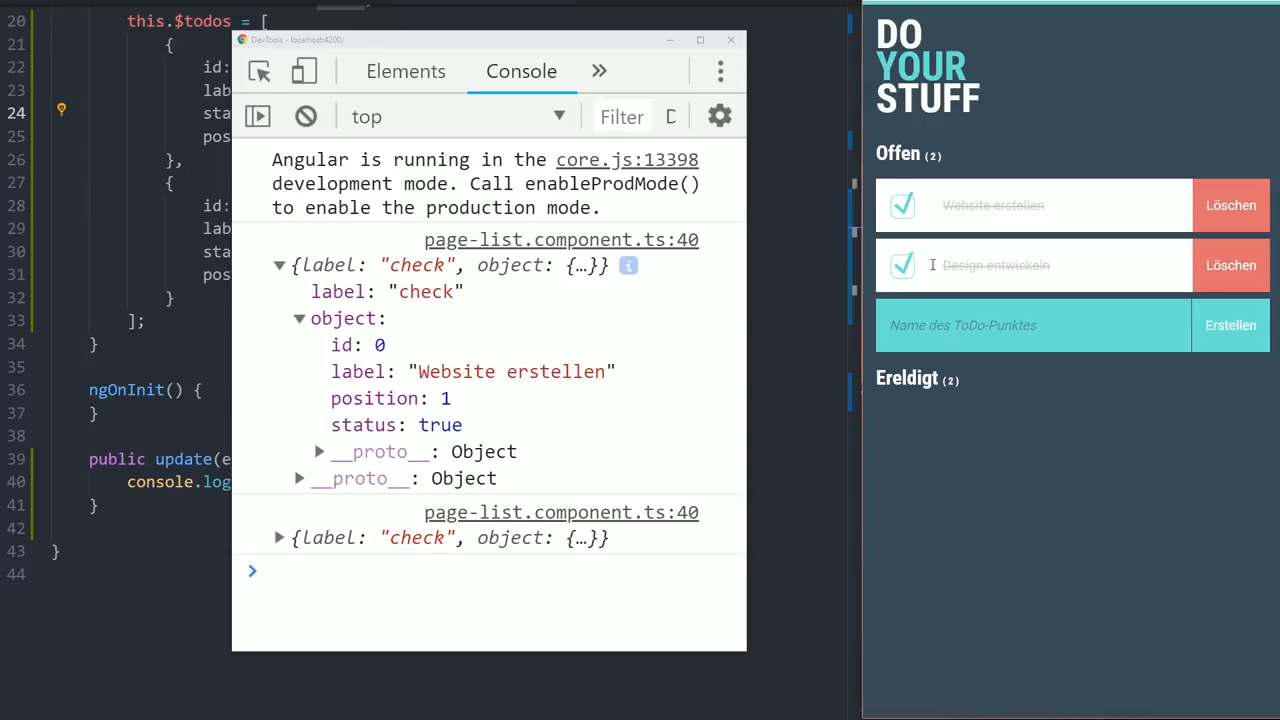 20 this.$todos = [
21 {
22 id:
23 lab
24 sta
25 pos
26 },
27 {
28 id:
29 lab
30 sta
31 pos
32 }
33 ];
34 }
35
36 ngOnInit() {
37 }
38
39 public update(e
40 console.log
41 }
42
43 }
44
DevTools - localhost:4200/
Elements Console »
top Filter D
Angular is running in the core.js:13398
development mode. Call enableProdMode()
to enable the production mode.
page-list.component.ts:40
{label: "check", object: {…}} i
label: "check"
object:
id: 0
label: "Website erstellen"
position: 1
status: true
__proto__: Object
__proto__: Object
page-list.component.ts:40
{label: "check", object: {…}}
>
DO
YOUR
STUFF
Offen (2)
Website erstellen Löschen
Design entwickeln Löschen
Name des ToDo-Punktes Erstellen
Ereldigt (2)